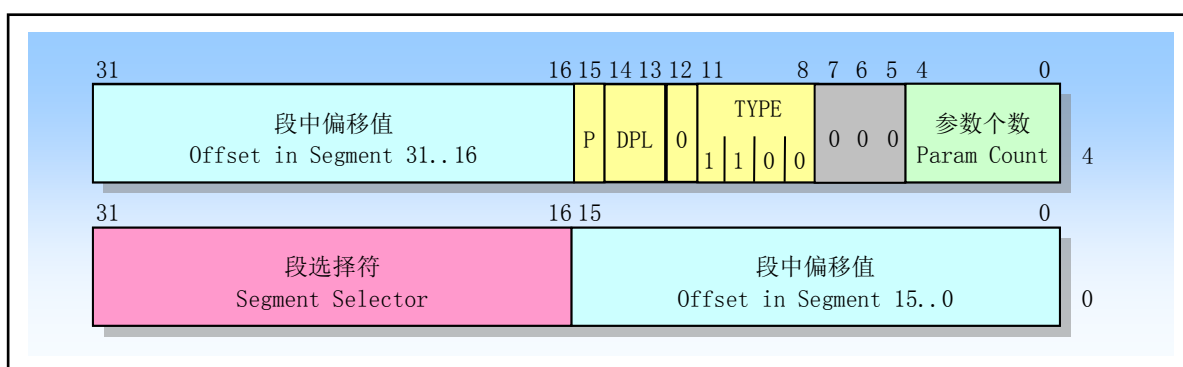 31 16 15 14 13 12 11 8 7 6 5 4 0
段中偏移值
Offset in Segment 31..16
P DPL 0
TYPE
1 1 0 0
0 0 0
参数个数
Param Count
4
31 16 15 0
段选择符
Segment Selector
段中偏移值
Offset in Segment 15..0
0